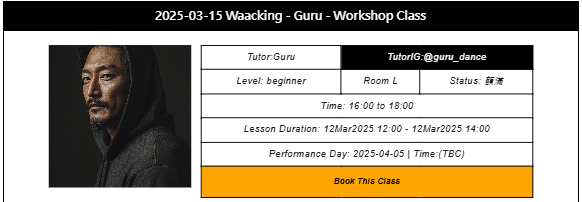 2025-03-15 Waacking - Guru - Workshop Class
Tutor:Guru
TutorIG:@guru_dance
Level: beginner
Room L
Status: 額滿
Time: 16:00 to 18:00
Lesson Duration: 12Mar2025 12:00 - 12Mar2025 14:00
Performance Day: 2025-04-05 | Time:(TBC)
Book This Class